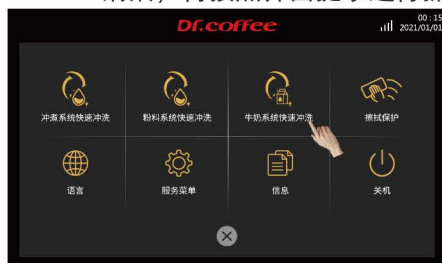 Dr.coffee
00 : 15
2021/01/01
冲煮系统快速冲洗
粉料系统快速冲洗
牛奶系统快速冲洗
擦拭保护
语言
服务菜单
信息
关机